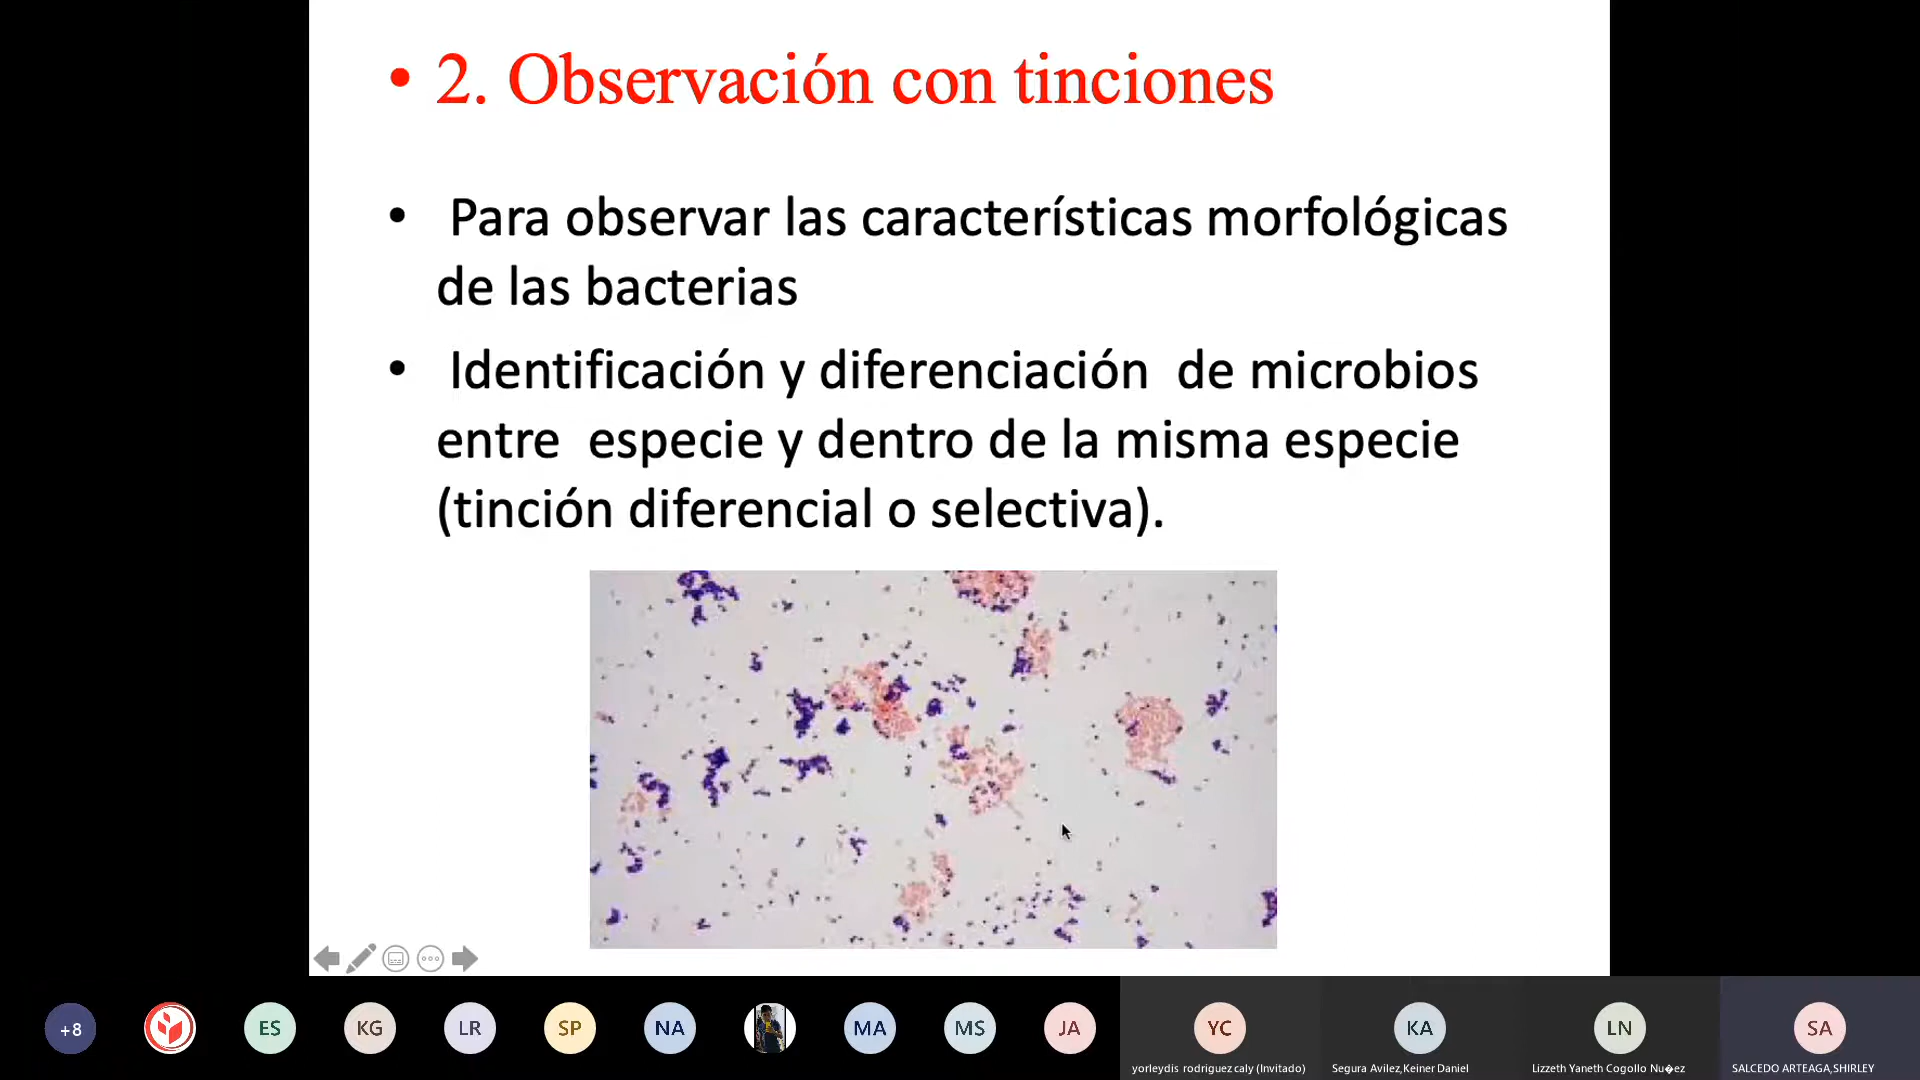 • 2. Observación con tinciones
• Para observar las características morfológicas
de las bacterias
• Identificación y diferenciación de microbios
entre especie y dentro de la misma especie
(tinción diferencial o selectiva).
+8
ES
KG
LR
SP
NA
MA
MS
JA
YC
KA
LN
SA
yorleydis rodriguez caly (Invitado)
Segura Avilez,Keiner Daniel
Lizzeth Yaneth Cogollo Nu�ez
SALCEDO ARTEAGA,SHIRLEY